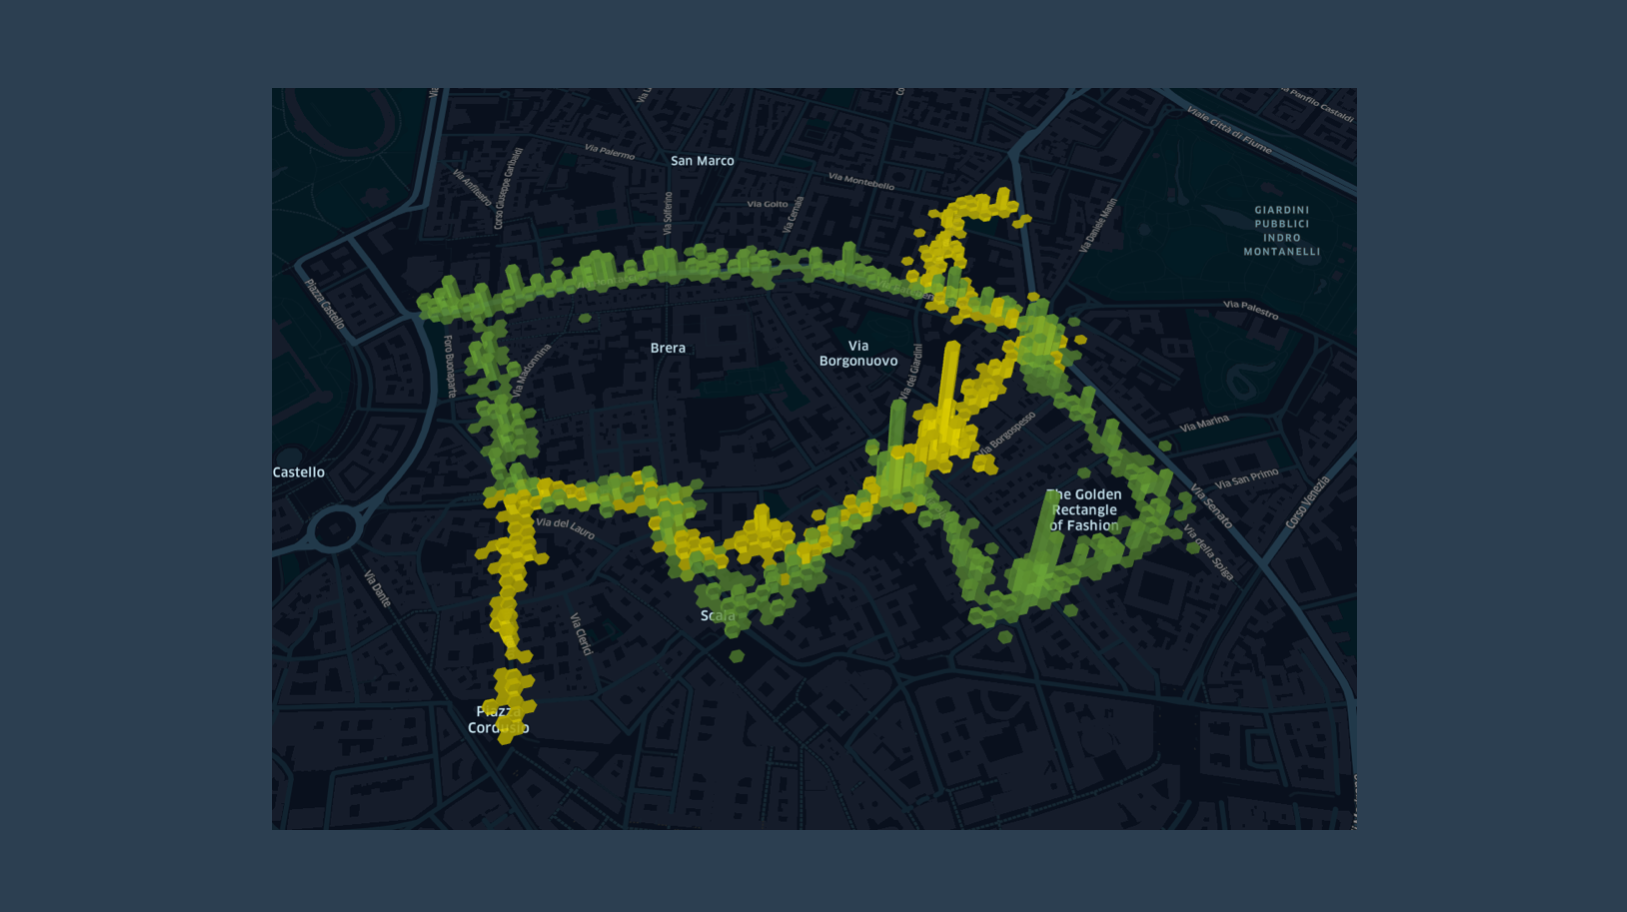 Via Panfilo Castaldi
Viale Città di Fiume
Via Palermo
San Marco
Via Anfiteatro
Corso Giuseppe Garibaldi
Via Montebello
Via Solferino
Via Goito
Via Cernaia
Via Daniele Manin
GIARDINI
PUBBLICI
INDRO
MONTANELLI
Piazza Castello
Via Palestro
Foro Buonaparte
Via Madonnina
Brera
Via
Borgonuovo
Via dei Giardini
Via Borgospesso
Via Marina
Castello
Via San Primo
The Golden
Rectangle
of Fashion
Via Senato
Corso Venezia
Via del Lauro
Via della Spiga
Via Dante
Via Clerici
Scala
Piazza
Cordusio